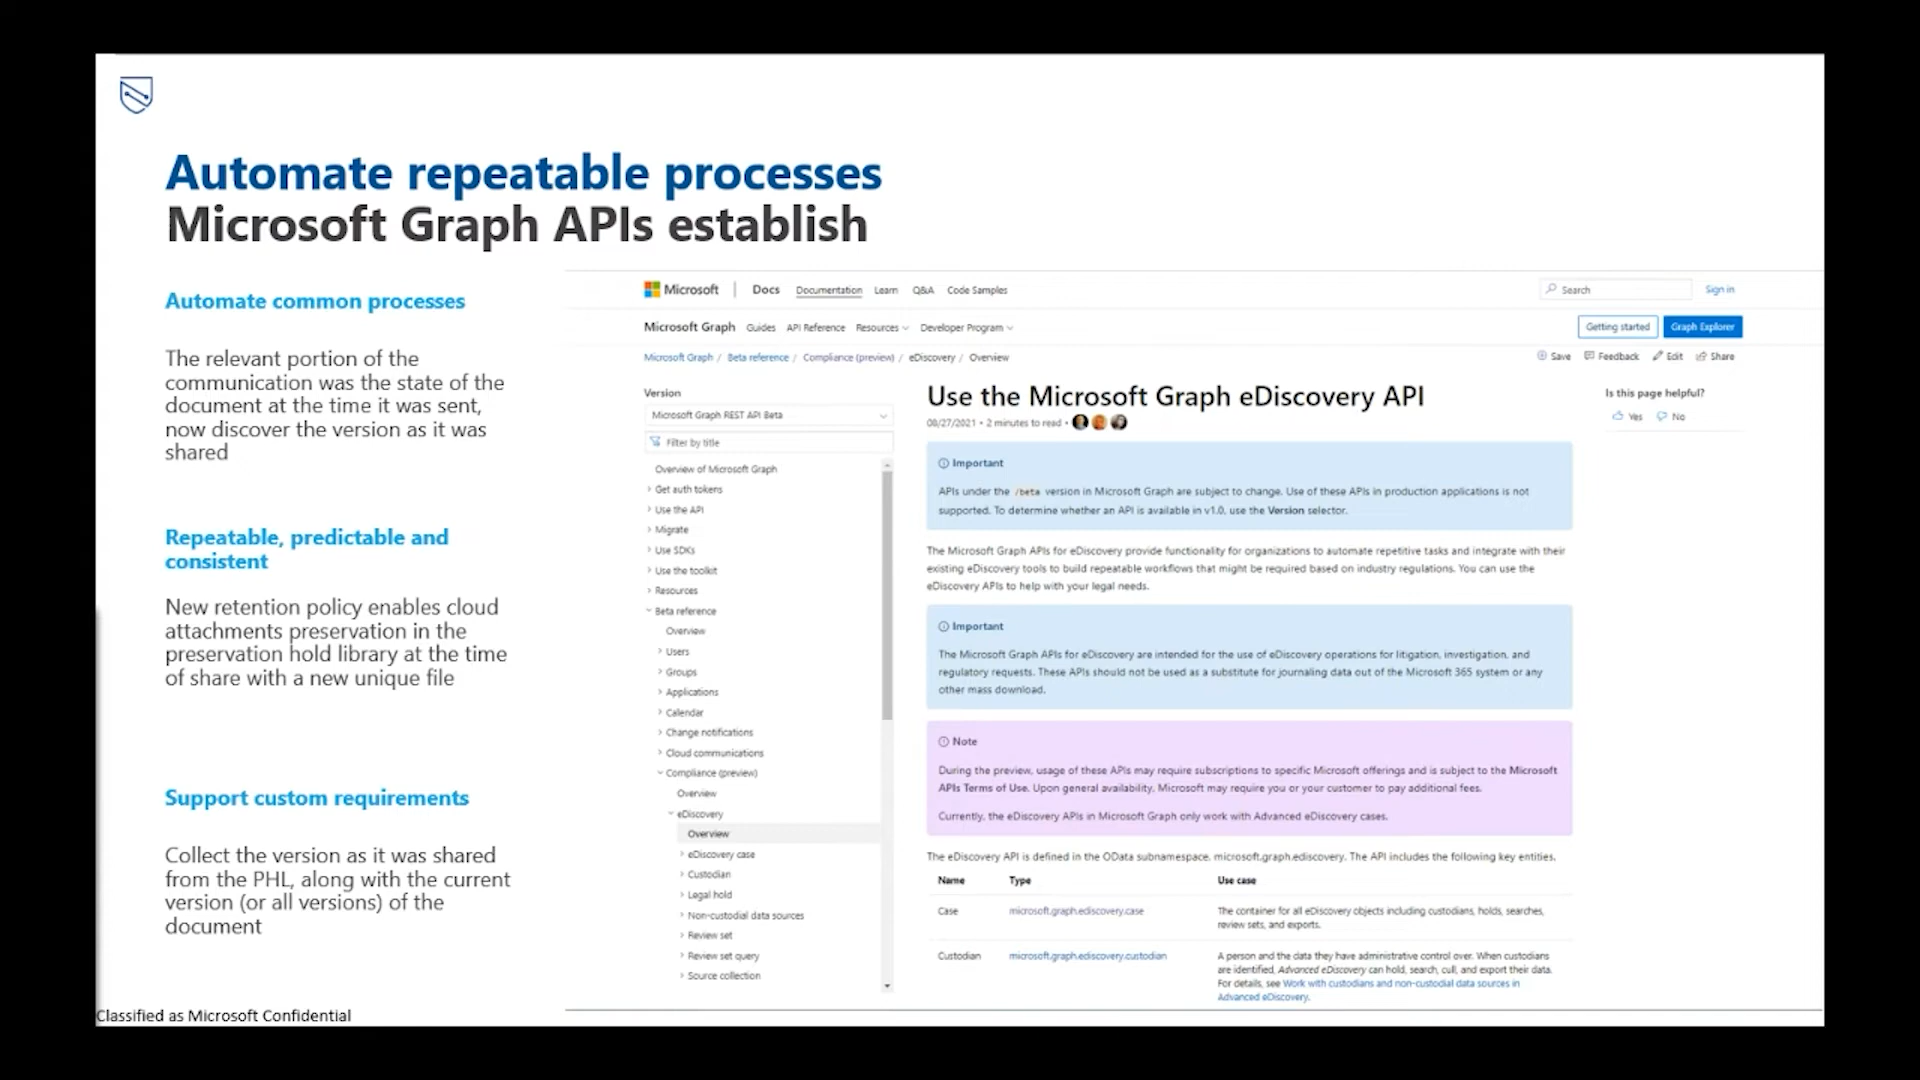 Automate repeatable processes
Microsoft Graph APIs establish
Automate common processes
The relevant portion of the
communication was the state of the
document at the time it was sent,
now discover the version as it was
shared
Repeatable, predictable and
consistent
New retention policy enables cloud
attachments preservation in the
preservation hold library at the time
of share with a new unique file
Support custom requirements
Collect the version as it was shared
from the PHL, along with the current
version (or all versions) of the
document
Classified as Microsoft Confidential
Microsoft | Docs Documentation Learn Q&A Code Samples
Search
Sign in
Microsoft Graph Guides API Reference Resources Developer Program
Getting started Graph Explorer
Microsoft Graph / Beta reference / Compliance (preview) / eDiscovery / Overview
Save Feedback Edit Share
Version
Microsoft Graph REST API Beta
Filter by title
Overview of Microsoft Graph
Get auth tokens
Use the API
Migrate
Use SDKs
Use the toolkit
Resources
Beta reference
Overview
Users
Groups
Applications
Calendar
Change notifications
Cloud communications
Compliance (preview)
Overview
eDiscovery
Overview
eDiscovery case
Custodian
Legal hold
Non-custodial data sources
Review set
Review set query
Source collection
Use the Microsoft Graph eDiscovery API
08/27/2021 • 2 minutes to read •
Important
APIs under the /beta version in Microsoft Graph are subject to change. Use of these APIs in production applications is not
supported. To determine whether an API is available in v1.0, use the Version selector.
The Microsoft Graph APIs for eDiscovery provide functionality for organizations to automate repetitive tasks and integrate with their
existing eDiscovery tools to build repeatable workflows that might be required based on industry regulations. You can use the
eDiscovery APIs to help with your legal needs.
Important
The Microsoft Graph APIs for eDiscovery are intended for the use of eDiscovery operations for litigation, investigation, and
regulatory requests. These APIs should not be used as a substitute for journaling data out of the Microsoft 365 system or any
other mass download.
Note
During the preview, usage of these APIs may require subscriptions to specific Microsoft offerings and is subject to the Microsoft
APIs Terms of Use. Upon general availability, Microsoft may require you or your customer to pay additional fees.
Currently, the eDiscovery APIs in Microsoft Graph only work with Advanced eDiscovery cases.
The eDiscovery API is defined in the OData subnamespace, microsoft.graph.ediscovery. The API includes the following key entities.
Name Type Use case
Case microsoft.graph.ediscovery.case The container for all eDiscovery objects including custodians, holds, searches,
review sets, and exports.
Custodian microsoft.graph.ediscovery.custodian A person and the data they have administrative control over. When custodians
are identified, Advanced eDiscovery can hold, search, cull, and export their data.
For details, see Work with custodians and non-custodial data sources in
Advanced eDiscovery.
Is this page helpful?
Yes No